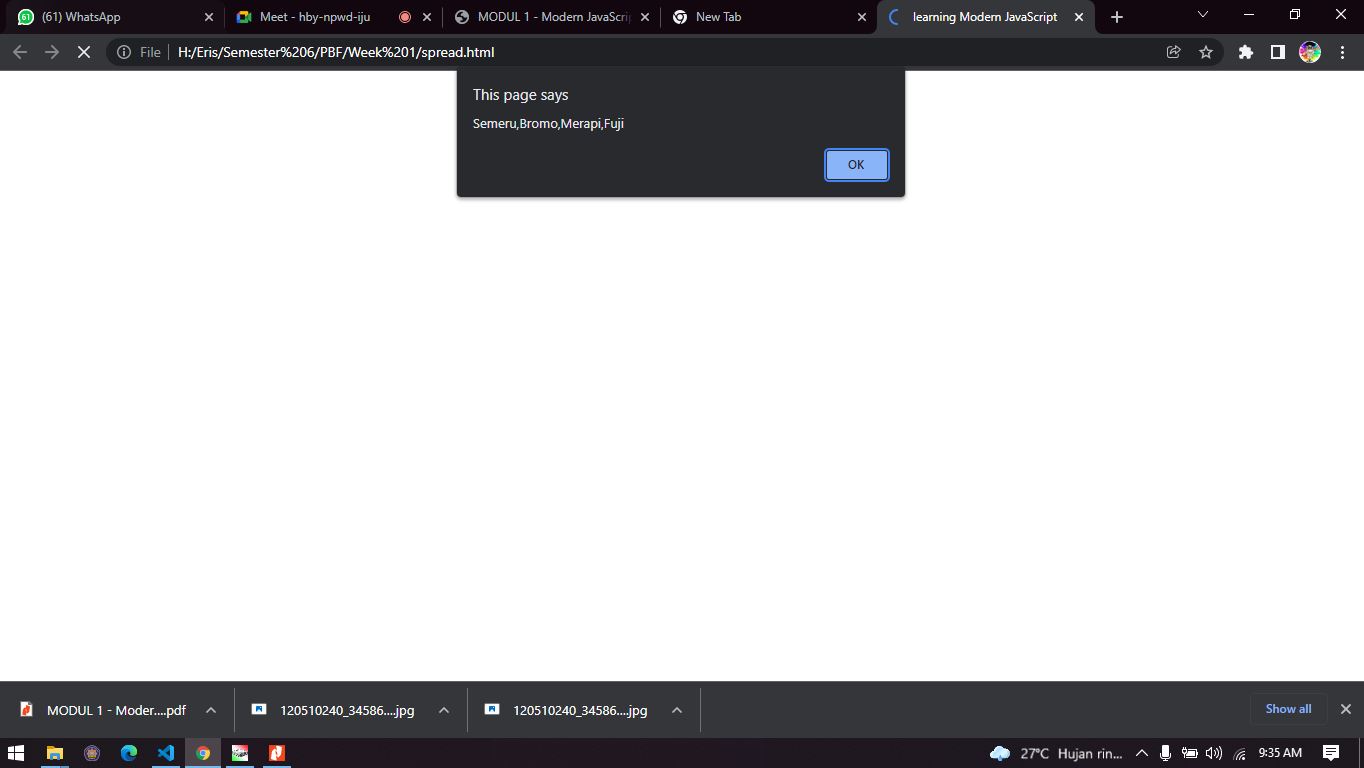 61
(61) WhatsApp
Meet - hby-npwd-iju
MODUL 1 - Modern JavaScri
New Tab
learning Modern JavaScript
File
H:/Eris/Semester%206/PBF/Week%201/spread.html
This page says
Semeru,Bromo,Merapi,Fuji
OK
MODUL 1 - Moder....pdf
120510240_34586....jpg
120510240_34586....jpg
Show all
27°C Hujan rin...
9:35 AM